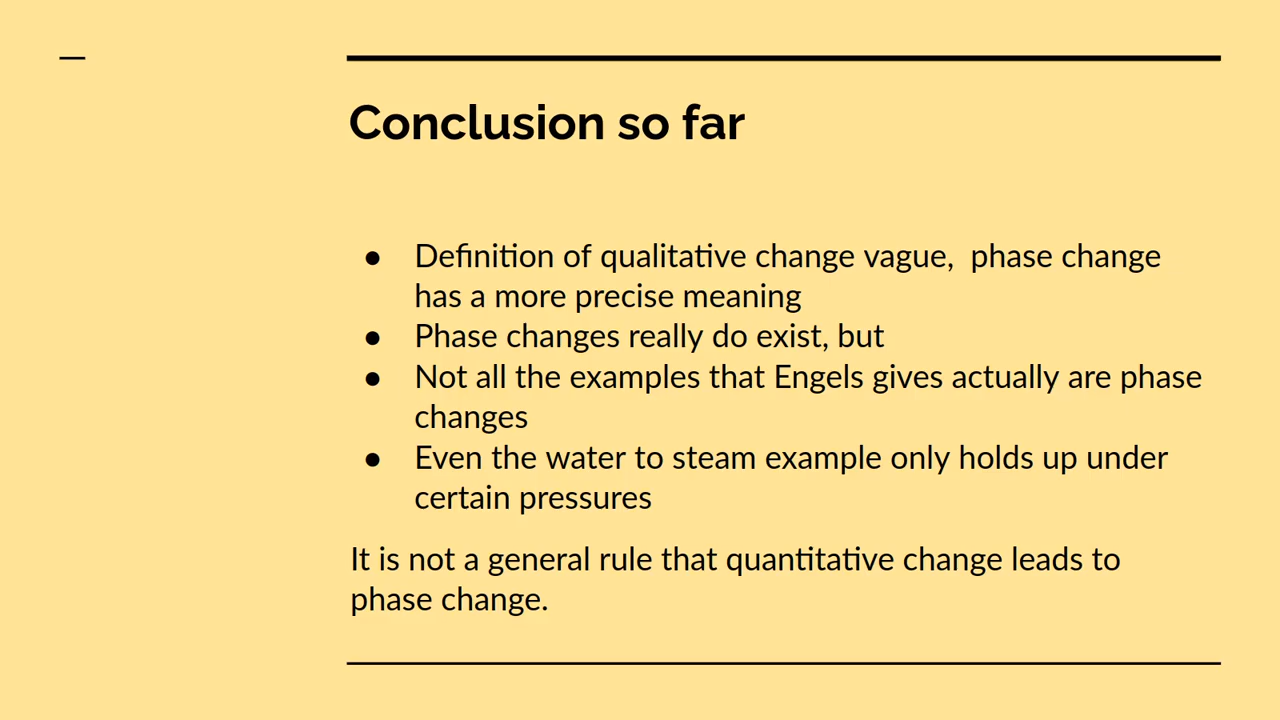 Conclusion so far
● Definition of qualitative change vague,  phase change
has a more precise meaning
● Phase changes really do exist, but
● Not all the examples that Engels gives actually are phase
changes
● Even the water to steam example only holds up under
certain pressures
It is not a general rule that quantitative change leads to
phase change.